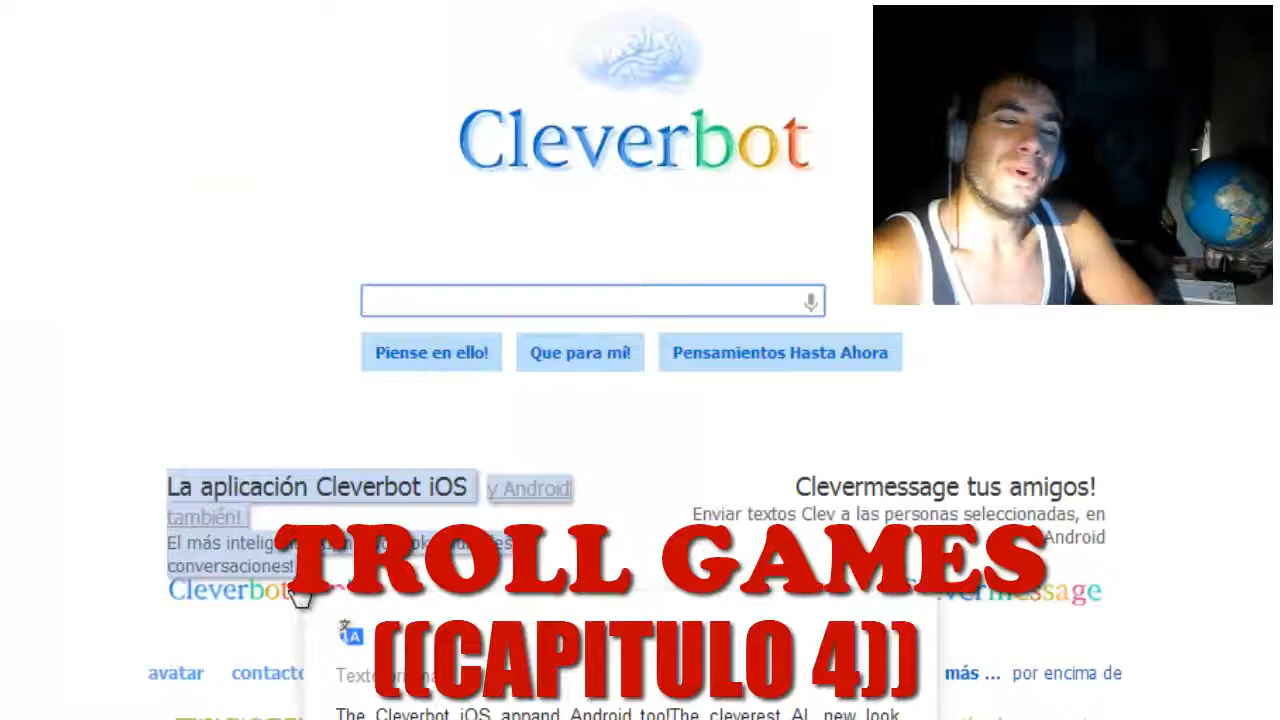 Cleverbot
Piense en ello!
Que para mí!
Pensamientos Hasta Ahora
La aplicación Cleverbot iOS y Android
también!
El más
conversaciones!
Cleverbot
Clevermessage tus amigos!
Enviar textos Clev a las personas seleccionadas, en
Android
TROLL GAMES
((CAPITULO 4))
avatar
contacto
más ... por encima de
The Cleverbot iOS appand Android too!The cleverest AI, new look